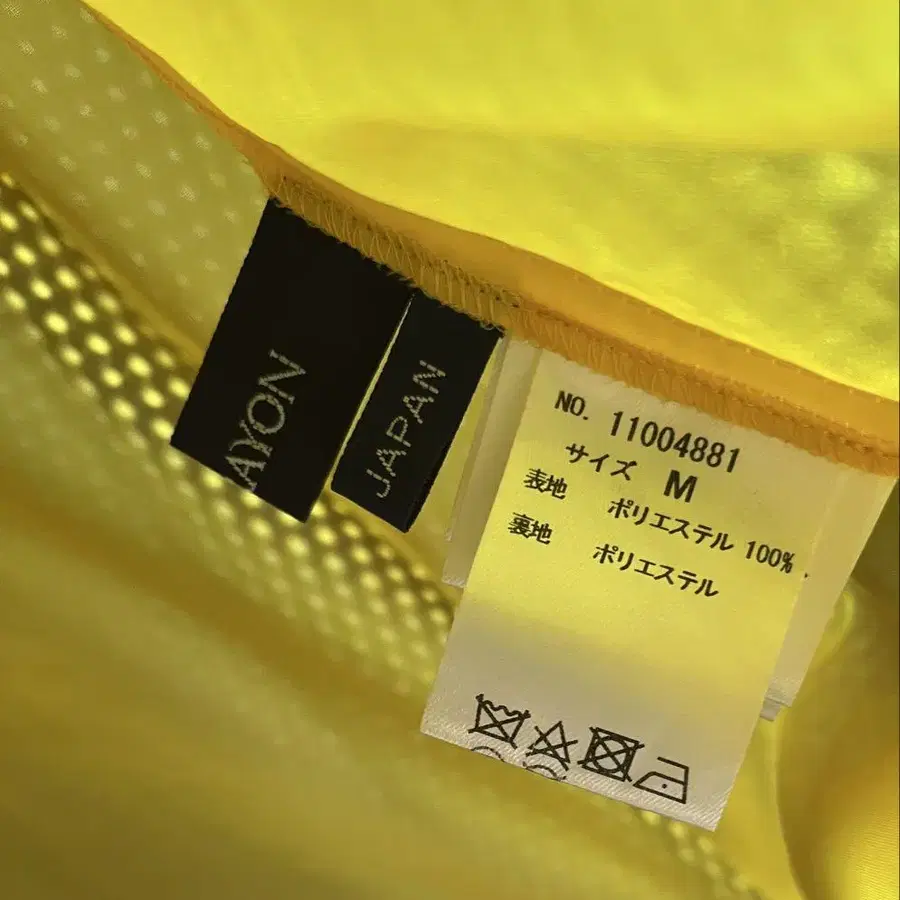 AYON
JAPAN
NO. 11004881
サイズ M
表地 ポリエステル 100%
裏地 ポリエステル